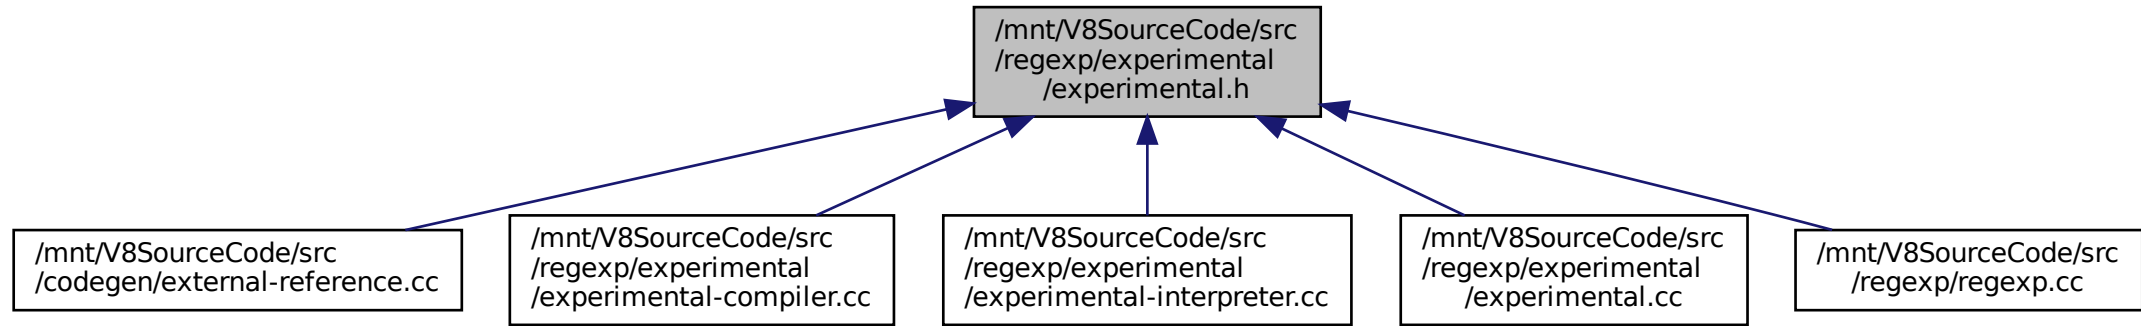 /mnt/V8SourceCode/src
/regexp/experimental
/experimental.h
/mnt/V8SourceCode/src
/codegen/external-reference.cc
/mnt/V8SourceCode/src
/regexp/experimental
/experimental-compiler.cc
/mnt/V8SourceCode/src
/regexp/experimental
/experimental-interpreter.cc
/mnt/V8SourceCode/src
/regexp/experimental
/experimental.cc
/mnt/V8SourceCode/src
/regexp/regexp.cc